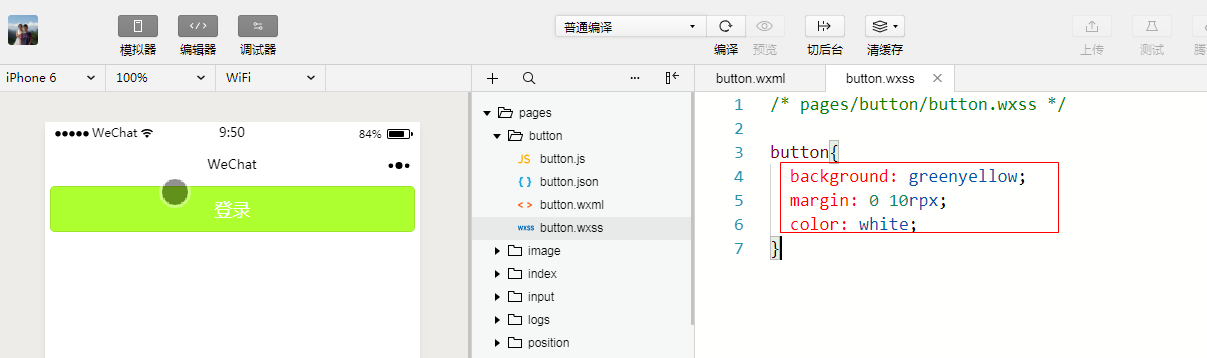 模拟器 编辑器 调试器 普通编译 编译 预览 切后台 清缓存 上传 测试
iPhone 6 100% WiFi
button.wxml button.wxss
WeChat 9:50 84%
WeChat
登录
pages
button
JS button.js
{ } button.json
< > button.wxml
wxss button.wxss
image
index
input
logs
position
1 /* pages/button/button.wxss */
2
3 button{
4 background: greenyellow;
5 margin: 0 10rpx;
6 color: white;
7 }